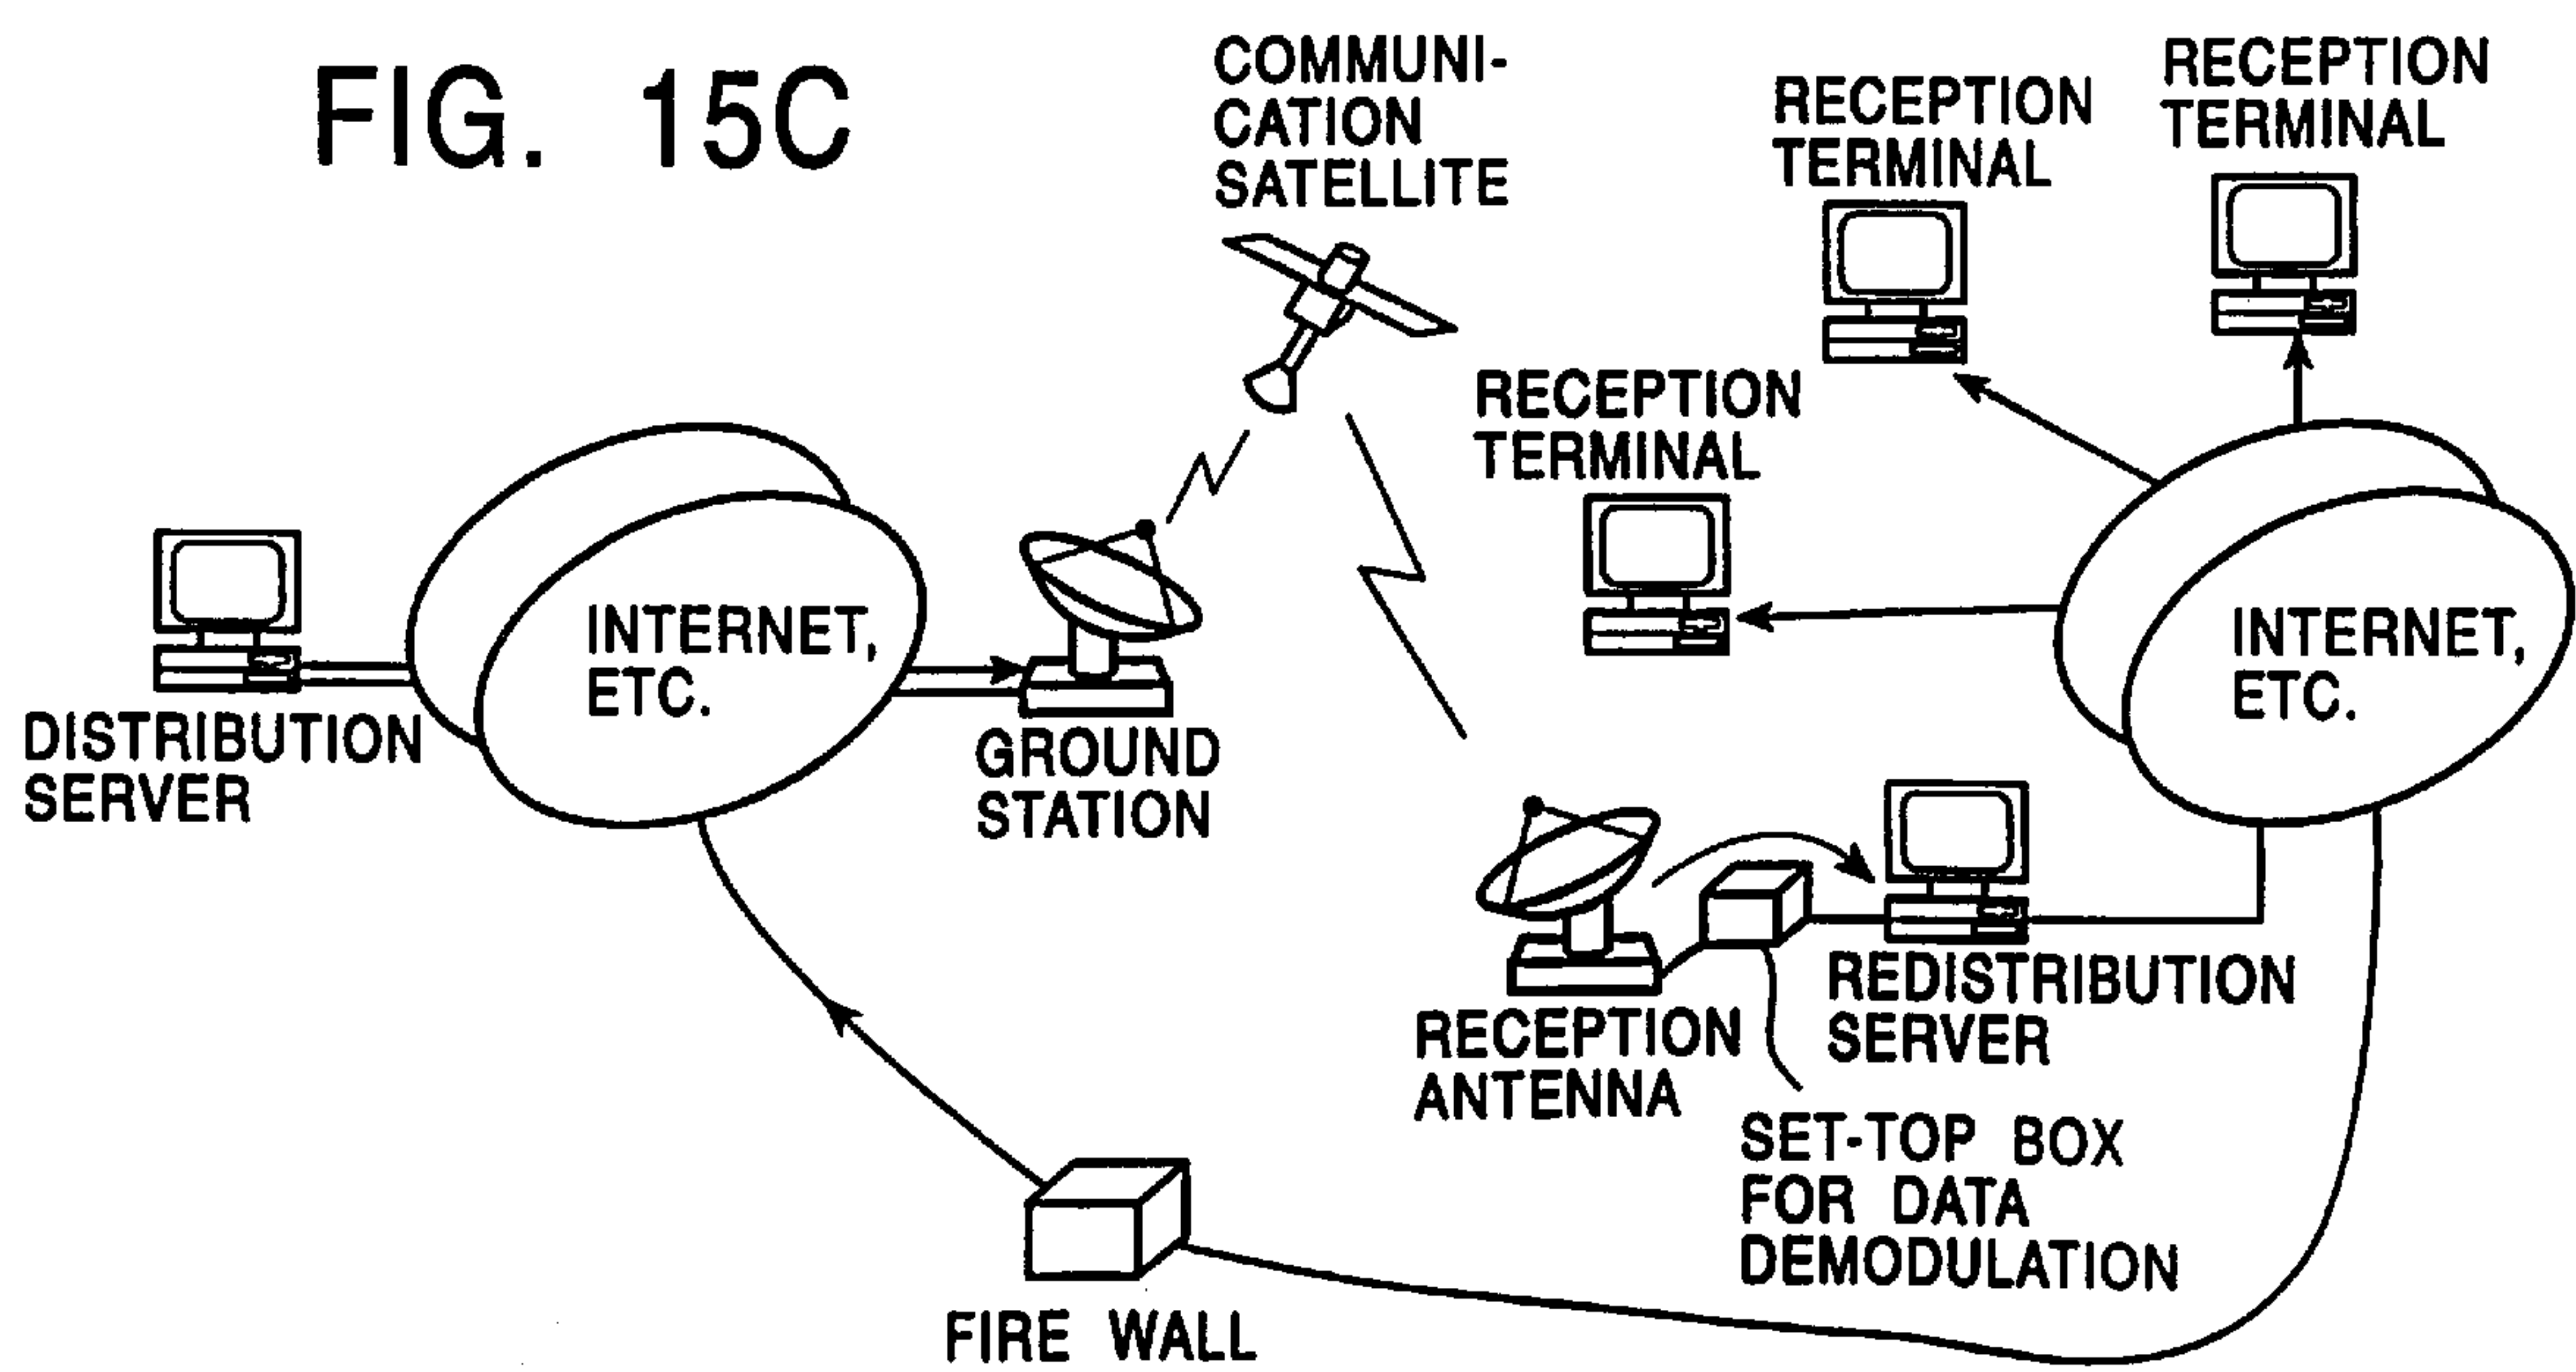 FIG. 15C
COMMUNI-
CATION
SATELLITE
RECEPTION
TERMINAL
RECEPTION
TERMINAL
RECEPTION
TERMINAL
INTERNET,
ETC.
INTERNET,
ETC.
DISTRIBUTION
SERVER
GROUND
STATION
REDISTRIBUTION
SERVER
RECEPTION
ANTENNA
SET-TOP BOX
FOR DATA
DEMODULATION
FIRE WALL